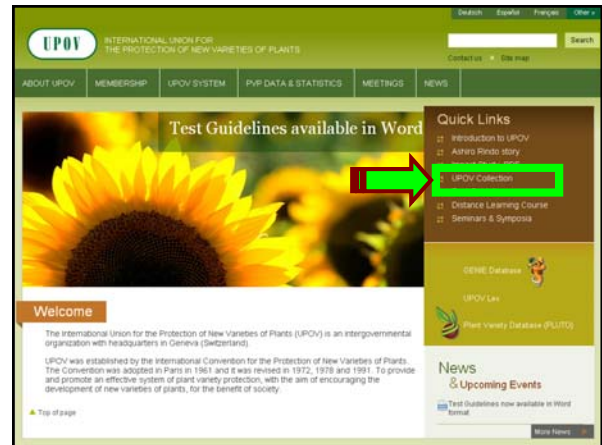 Deutsch Español Français Other
UPOV
INTERNATIONAL UNION FOR
THE PROTECTION OF NEW VARIETIES OF PLANTS
Search
Contact us Site map
ABOUT UPOV MEMBERSHIP UPOV SYSTEM PVP DATA & STATISTICS MEETINGS NEWS
Test Guidelines available in Word
Quick Links
Introduction to UPOV
Ashiro Rindo story
UPOV Collection
Distance Learning Course
Seminars & Symposia
GENIE Database
UPOV Lex
Plant Variety Database (PLUTO)
Welcome
The International Union for the Protection of New Varieties of Plants (UPOV) is an intergovernmental
organization with headquarters in Geneva (Switzerland).
UPOV was established by the International Convention for the Protection of New Varieties of Plants.
The Convention was adopted in Paris in 1961 and it was revised in 1972, 1978 and 1991. To provide
and promote an effective system of plant variety protection, with the aim of encouraging the
development of new varieties of plants, for the benefit of society.
Top of page
News
& Upcoming Events
Test Guidelines now available in Word
format
More News